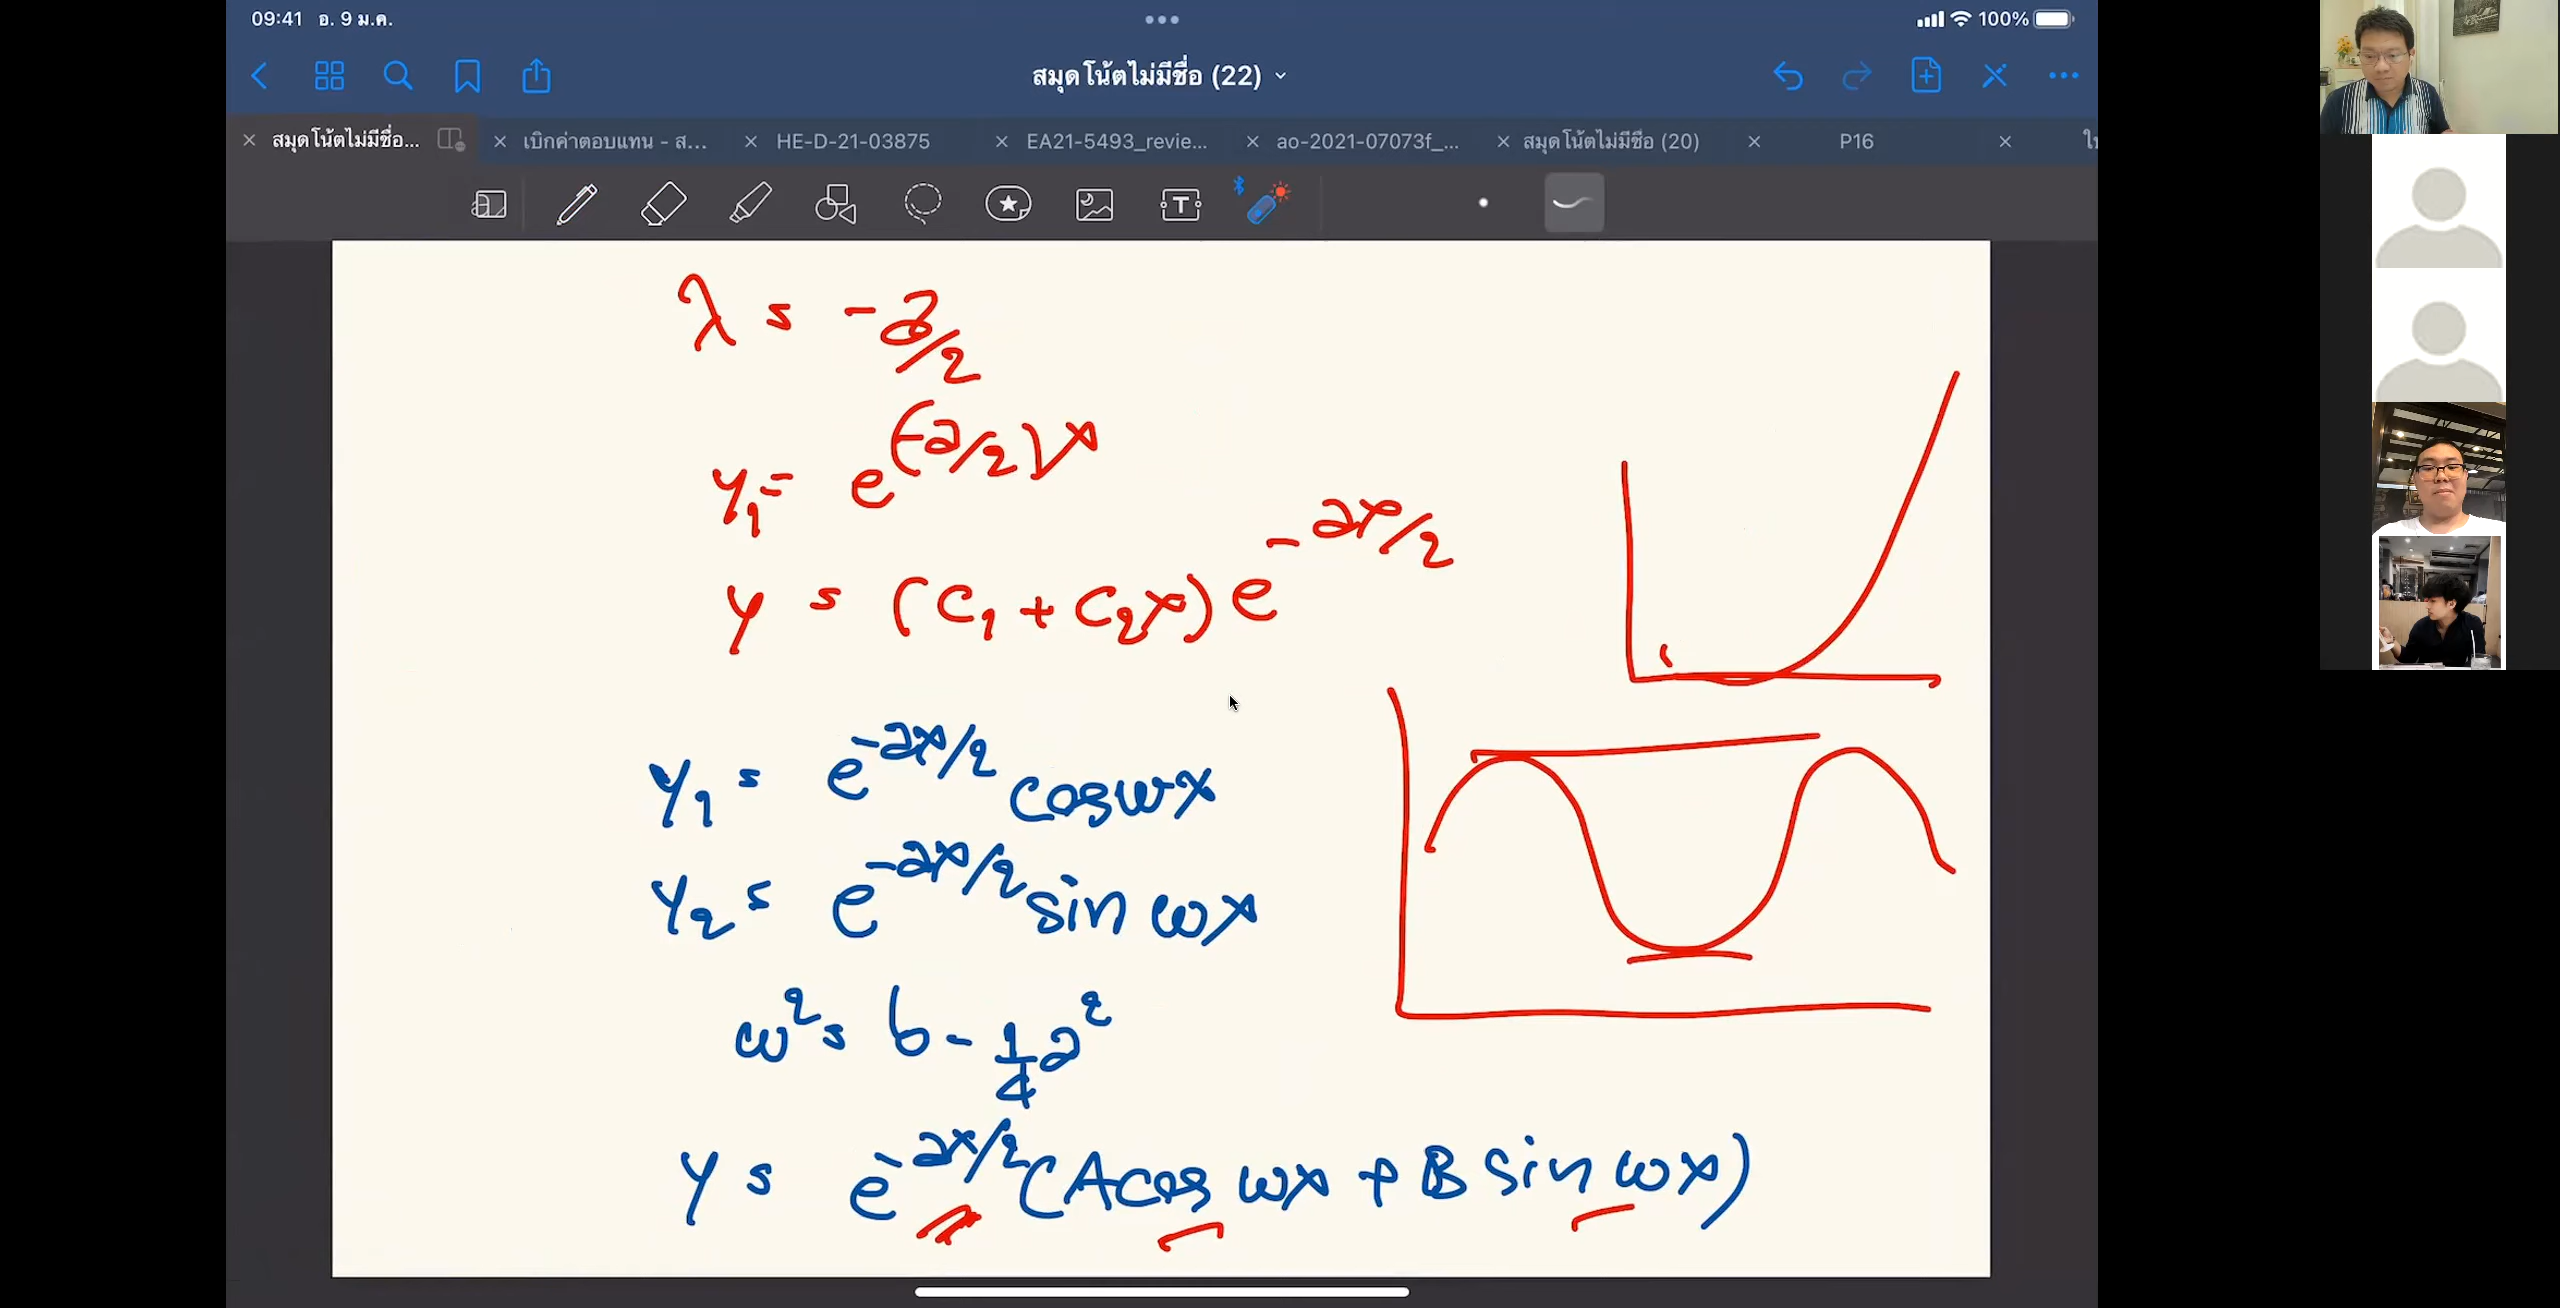 09:41 อ. 9 ม.ค.
100%
สมุดโน้ตไม่มีชื่อ (22)
สมุดโน้ตไม่มีชื่อ...
เบิกค่าตอบแทน - ส...
HE-D-21-03875
EA21-5493_revie...
ao-2021-07073f_...
สมุดโน้ตไม่มีชื่อ (20)
P16
λ = -a/2
y₁ = e^(-a/2)x
y = (C₁ + C₂x) e^-ax/2
y₁ = e^-ax/2 cos ωx
y₂ = e^-ax/2 sin ωx
ω² = b - 1/4 a²
y = e^-ax/2 (A cos ωx + B sin ωx)